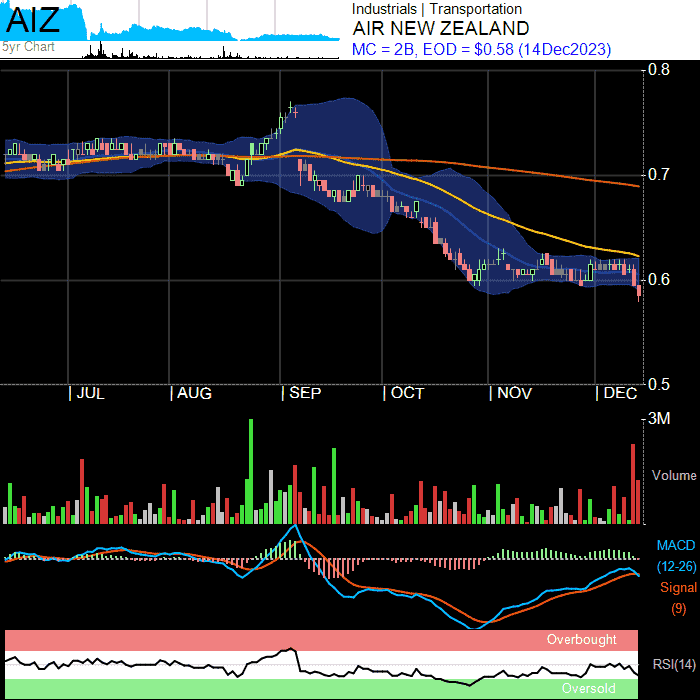 AIZ
5yr Chart
Industrials | Transportation
AIR NEW ZEALAND
MC = 2B, EOD = $0.58 (14Dec2023)
0.8
0.7
0.6
0.5
| JUL | AUG | SEP | OCT | NOV | DEC
3M
Volume
MACD
(12-26)
Signal
(9)
Overbought
RSI(14)
Oversold